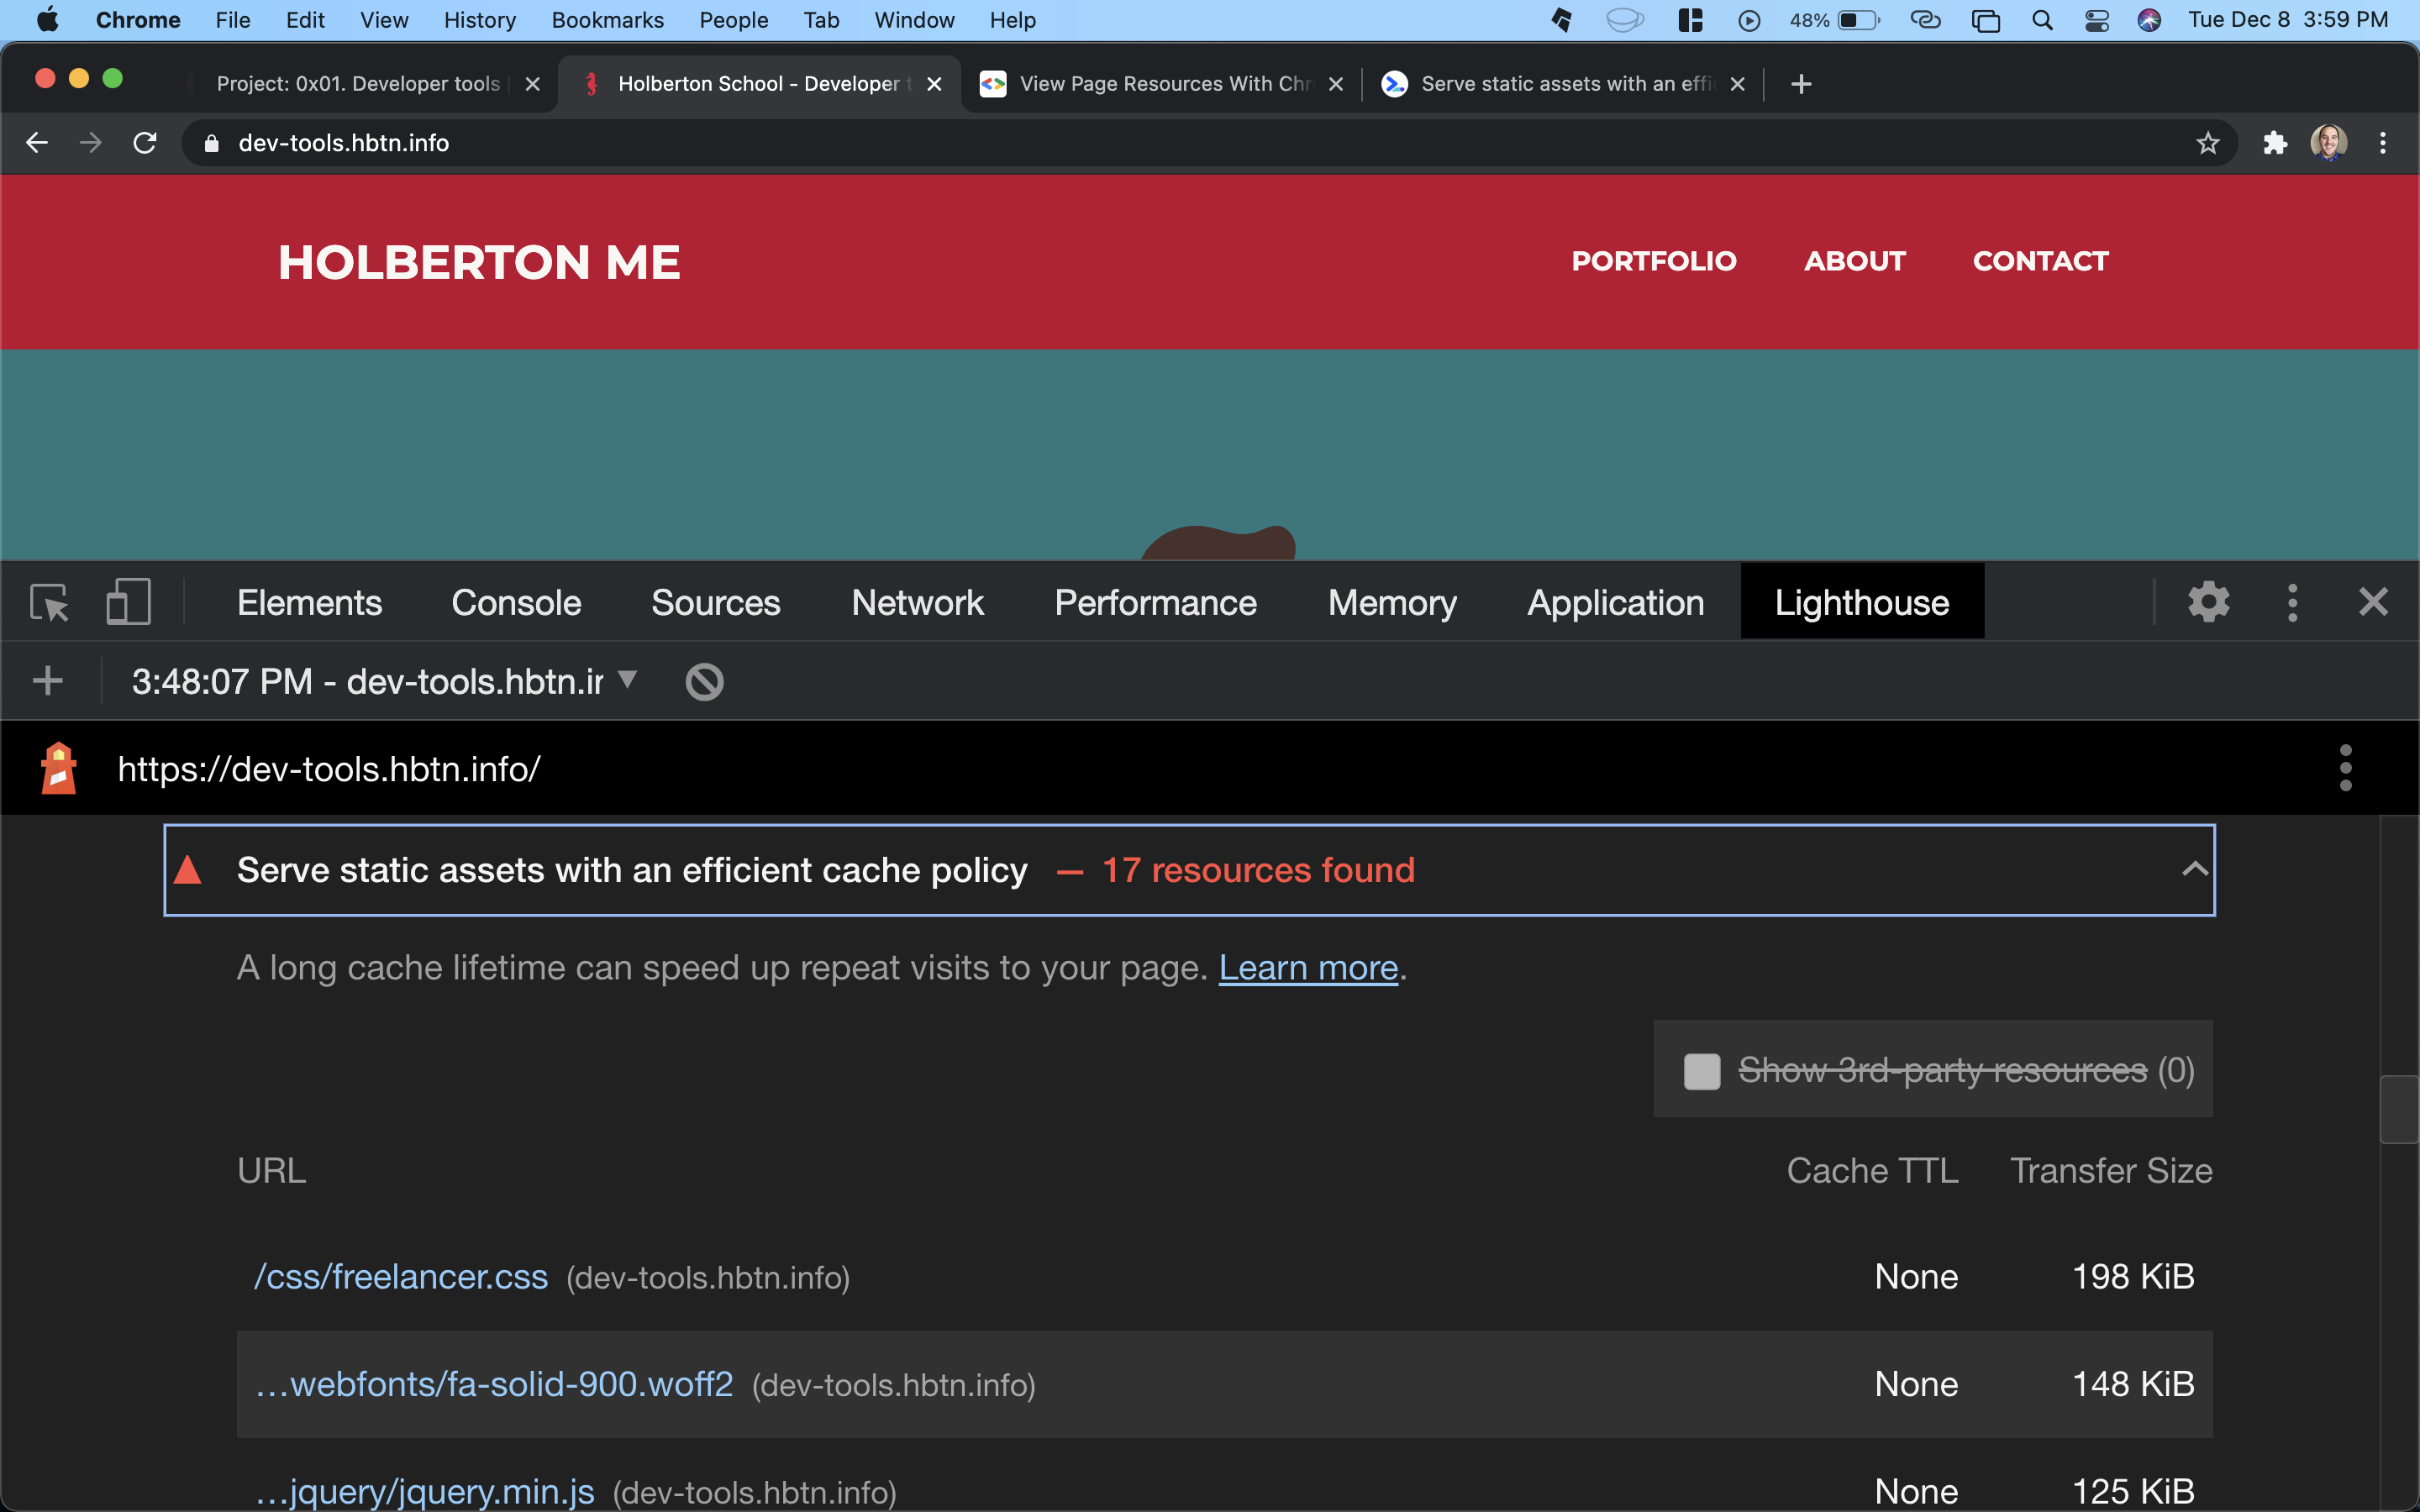 Chrome File Edit View History Bookmarks People Tab Window Help 48% Tue Dec 8 3:59 PM
Project: 0x01. Developer tools Holberton School - Developer t View Page Resources With Chr Serve static assets with an effi
dev-tools.hbtn.info
HOLBERTON ME PORTFOLIO ABOUT CONTACT
Elements Console Sources Network Performance Memory Application Lighthouse
3:48:07 PM - dev-tools.hbtn.ir
https://dev-tools.hbtn.info/
Serve static assets with an efficient cache policy — 17 resources found
A long cache lifetime can speed up repeat visits to your page. Learn more.
Show 3rd-party resources (0)
URL Cache TTL Transfer Size
/css/freelancer.css (dev-tools.hbtn.info) None 198 KiB
…webfonts/fa-solid-900.woff2 (dev-tools.hbtn.info) None 148 KiB
…jquery/jquery.min.js (dev-tools.hbtn.info) None 125 KiB